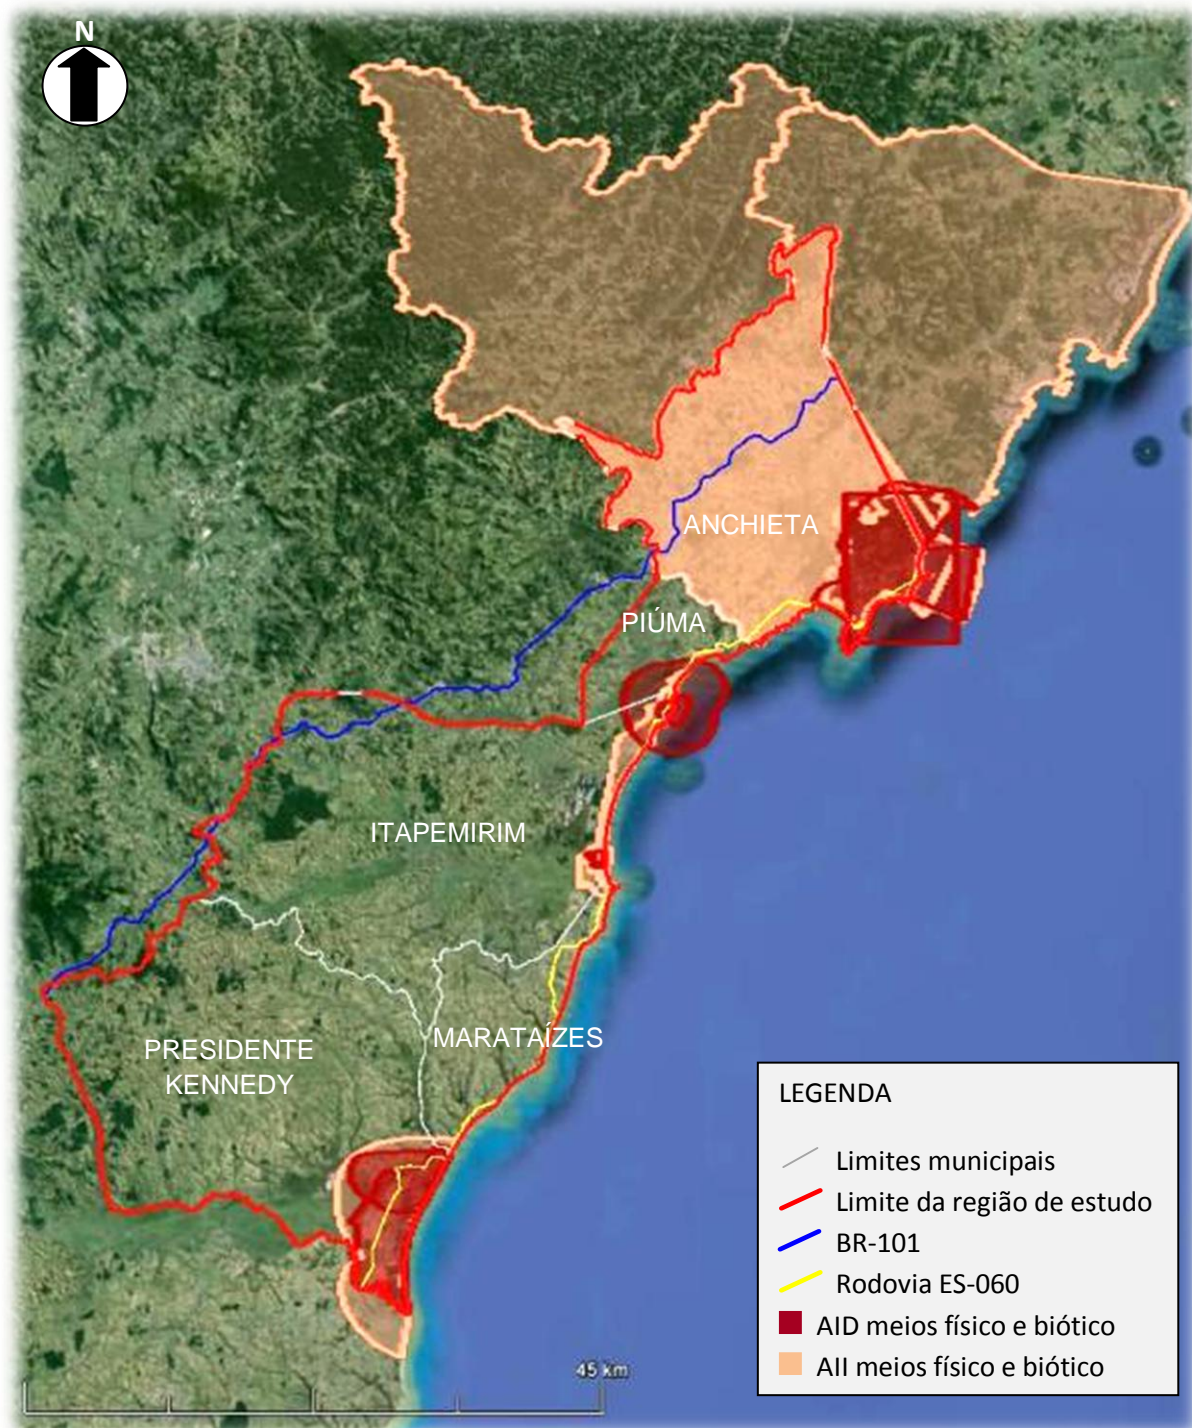 N
ANCHIETA
PIÚMA
ITAPEMIRIM
MARATAÍZES
PRESIDENTE
KENNEDY
LEGENDA
Limites municipais
Limite da região de estudo
BR-101
Rodovia ES-060
AID meios físico e biótico
AII meios físico e biótico
45 km